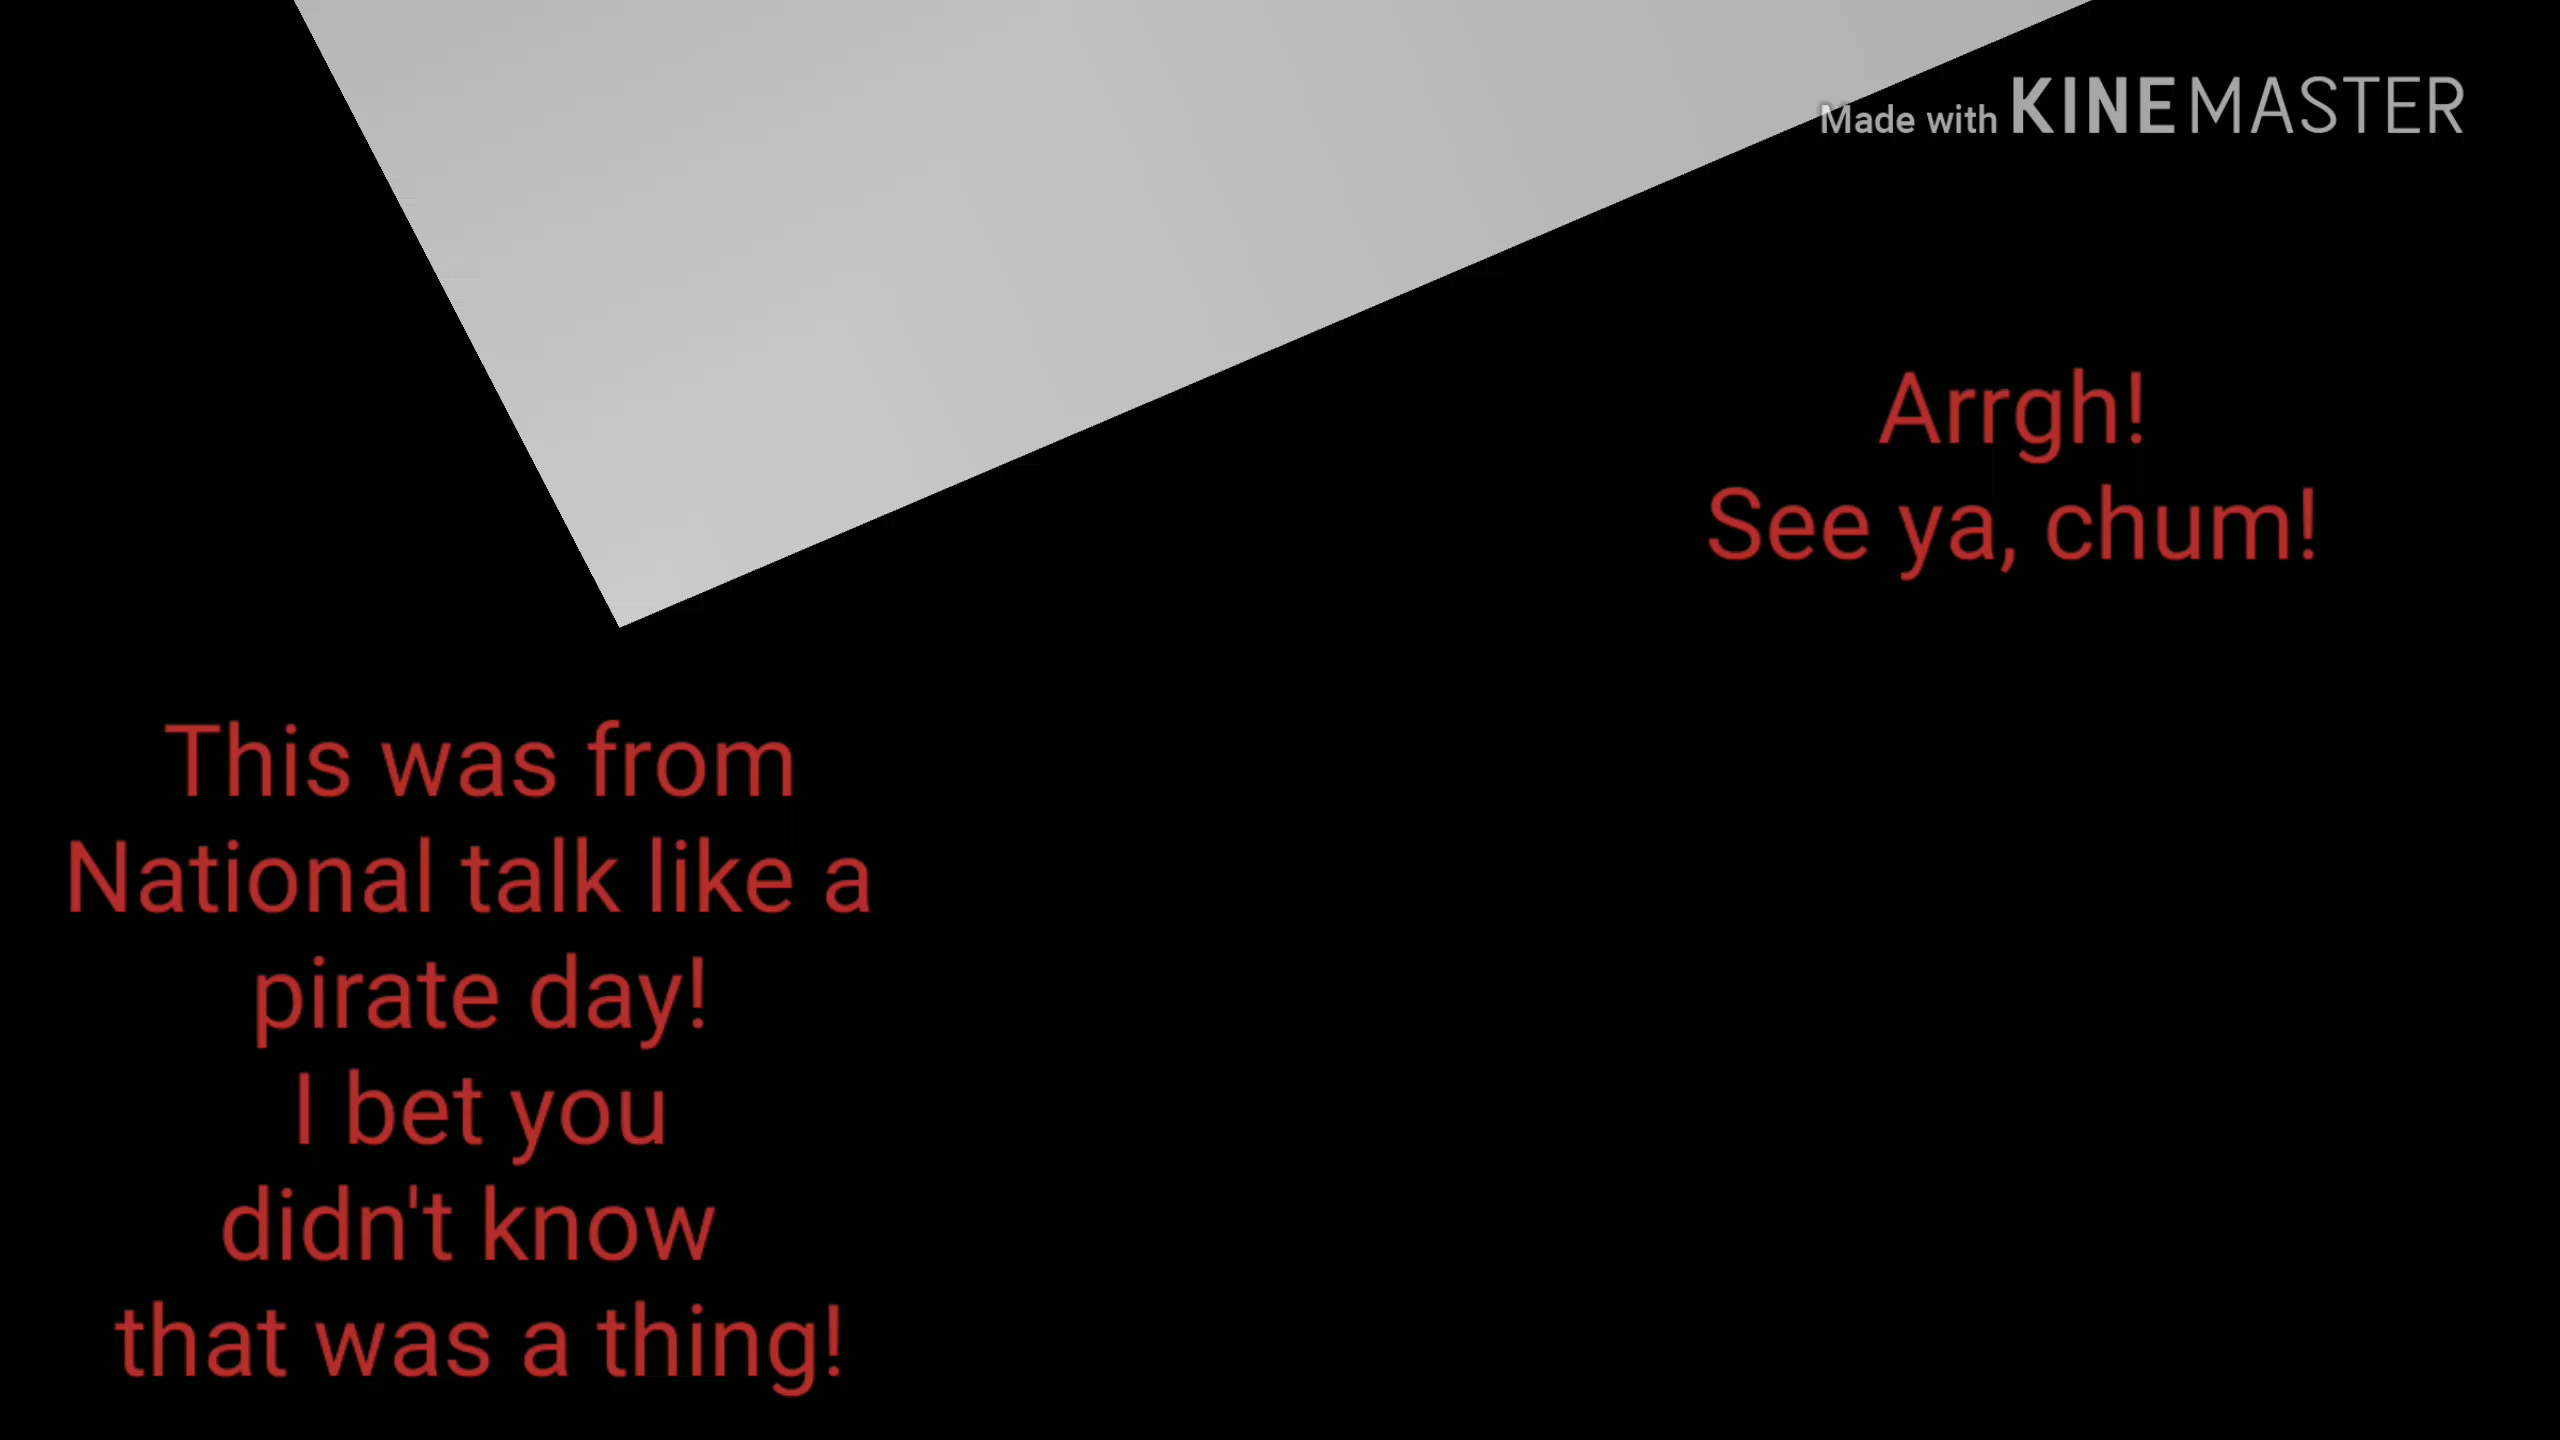 Made with KINEMASTER
Arrgh!
See ya, chum!
This was from
National talk like a
pirate day!
I bet you
didn't know
that was a thing!